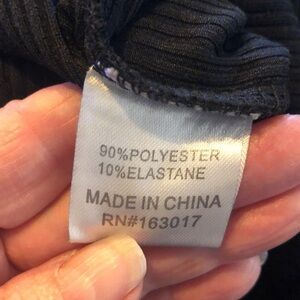 90%POLYESTER
10%ELASTANE
MADE IN CHINA
RN#163017